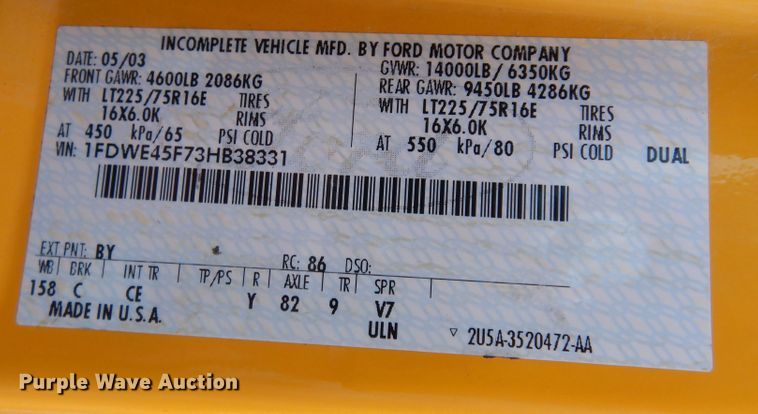 INCOMPLETE VEHICLE MFD. BY FORD MOTOR COMPANY
DATE: 05/03 GVWR: 14000LB/ 6350KG
FRONT GAWR: 4600LB 2086KG REAR GAWR: 9450LB 4286KG
WITH LT225/75R16E TIRES WITH LT225/75R16E TIRES
16X6.0K RIMS 16X6.0K RIMS
AT 450 kPa/65 PSI COLD AT 550 kPa/80 PSI COLD DUAL
VIN: 1FDWE45F73HB38331
EXT PNT: BY RC: 86 DSO:
WB BRK INT TR TP/PS R AXLE TR SPR
158 C CE Y 82 9 V7
MADE IN U.S.A. ULN ▽ 2U5A-3520472-AA
Purple Wave Auction